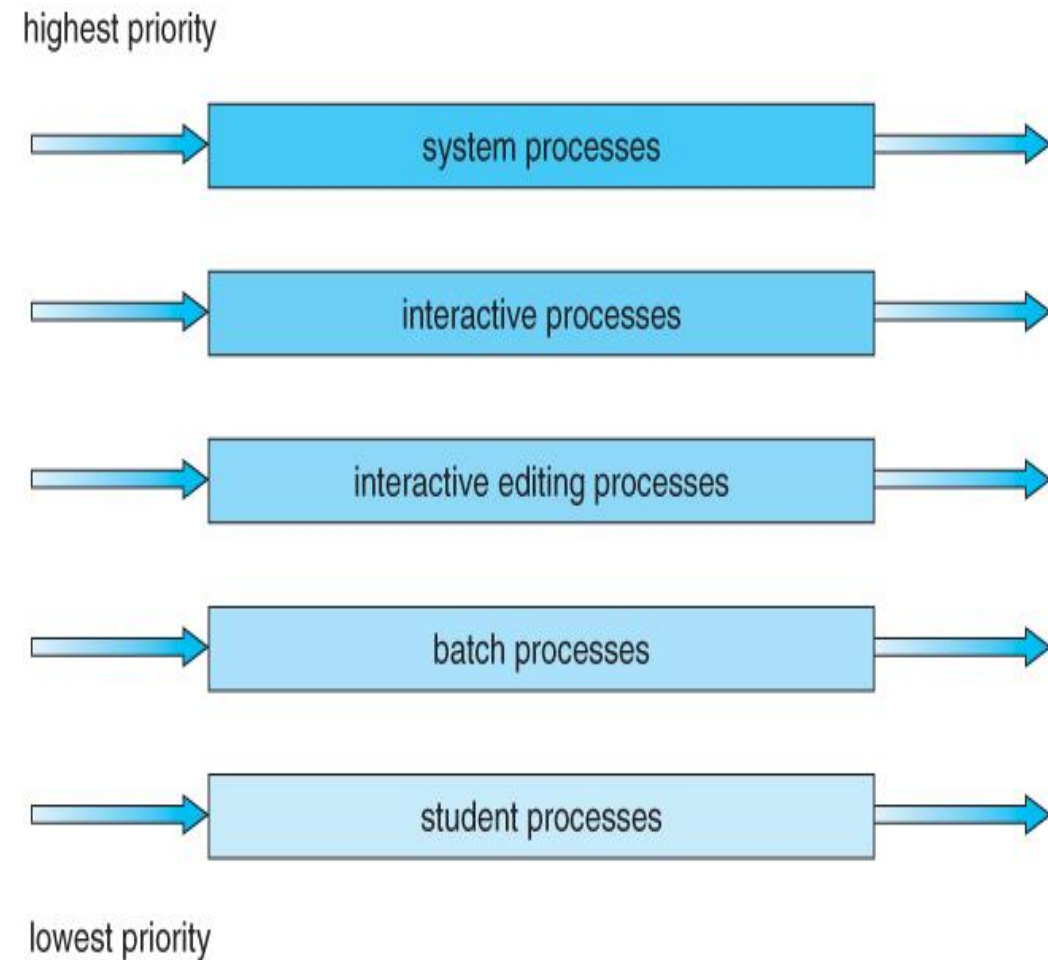 highest priority
system processes
interactive processes
interactive editing processes
batch processes
student processes
lowest priority